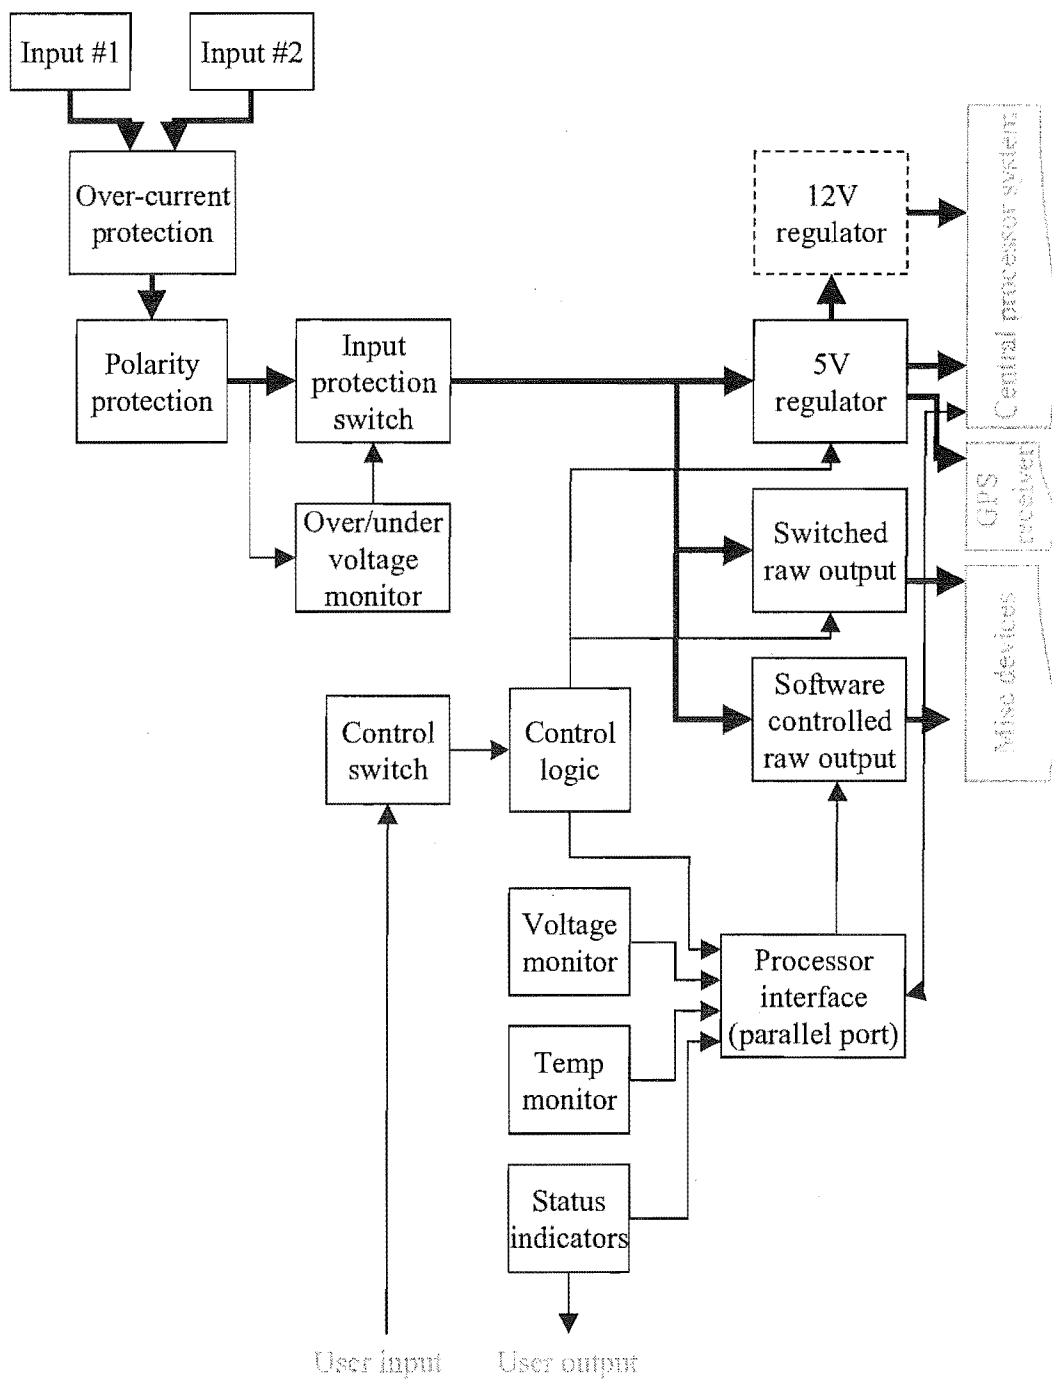 Input #1
Input #2
Over-current
protection
Polarity
protection
Input
protection
switch
Over/under
voltage
monitor
12V
regulator
5V
regulator
Switched
raw output
Software
controlled
raw output
Central processor system
GPS
receiver
Misc devices
Control
switch
Control
logic
Voltage
monitor
Temp
monitor
Status
indicators
Processor
interface
(parallel port)
User input
User output